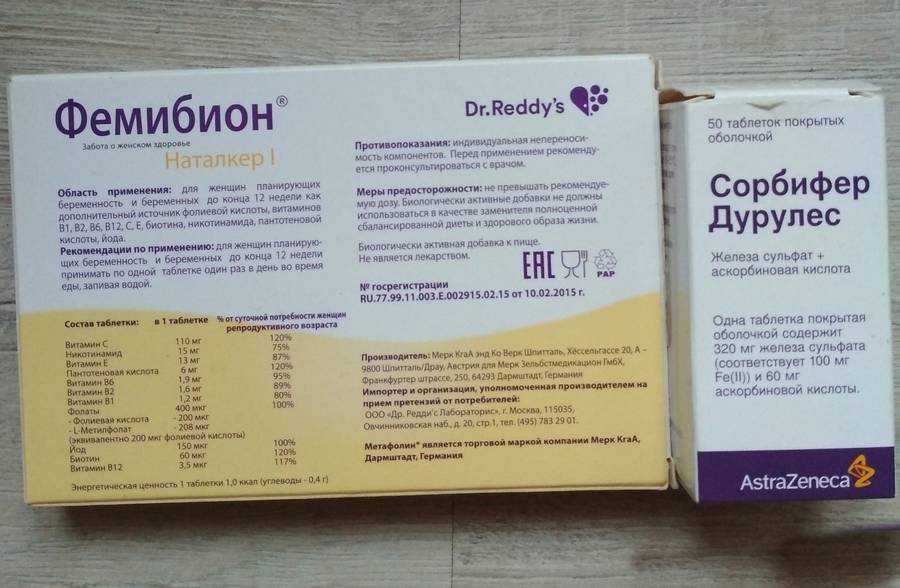 Фемибион®
Забота о женском здоровье
Наталкер I
Область применения: для женщин планирующих
беременность и беременных до конца 12 недели как
дополнительный источник фолиевой кислоты, витаминов
В1, В2, В6, В12, С, Е, биотина, никотинамида, пантотеновой
кислоты, йода.
Рекомендации по применению: для женщин планирую-
щих беременность и беременных до конца 12 недели
принимать по одной таблетке один раз в день во время
еды, запивая водой.
Состав таблетки: в 1 таблетке % от суточной потребности женщин
репродуктивного возраста
Витамин С 110 мг 120%
Никотинамид 15 мг 75%
Витамин Е 13 мг 87%
Пантотеновая кислота 6 мг 120%
Витамин В6 1,9 мг 95%
Витамин В2 1,6 мг 89%
Витамин В1 1,2 мг 80%
Фолаты 400 мкг 100%
- Фолиевая кислота - 200 мкг
- L-Метилфолат - 208 мкг
(эквивалентно 200 мкг фолиевой кислоты)
Йод 150 мкг 100%
Биотин 60 мкг 120%
Витамин В12 3,5 мкг 117%
Энергетическая ценность 1 таблетки 1,0 ккал (углеводы - 0,4 г)
Dr.Reddy's
Противопоказания: индивидуальная непереноси-
мость компонентов. Перед применением рекоменду-
ется проконсультироваться с врачом.
Меры предосторожности: не превышать рекомендуе-
мую дозу. Биологически активные добавки не должны
использоваться в качестве заменителя полноценной
сбалансированной диеты и здорового образа жизни.
Биологически активная добавка к пище.
Не является лекарством.
ЕАС
PAP
№ госрегистрации
RU.77.99.11.003.Е.002915.02.15 от 10.02.2015 г.
Производитель: Мерк КгаА энд Ко Верк Шпитталь, Хёссельгассе 20, А –
9800 Шпитталь/Драу, Австрия для Мерк Зельбстмедикацион ГмбХ,
Франкфуртер штрассе, 250, 64293 Дармштадт, Германия
Импортер и организация, уполномоченная производителем на
прием претензий от потребителей:
ООО «Др. Редди'с Лабораторис», г. Москва, 115035,
Овчинниковская наб., д. 20, стр.1, тел. (495) 783 29 01.
Метафолин® является торговой маркой компании Мерк КгаА,
Дармштадт, Германия
50 таблеток покрытых
оболочкой
Сорбифер
Дурулес
Железа сульфат +
аскорбиновая кислота
Одна таблетка покрытая
оболочкой содержит
320 мг железа сульфата
(соответствует 100 мг
Fe(II)) и 60 мг
аскорбиновой кислоты.
AstraZeneca